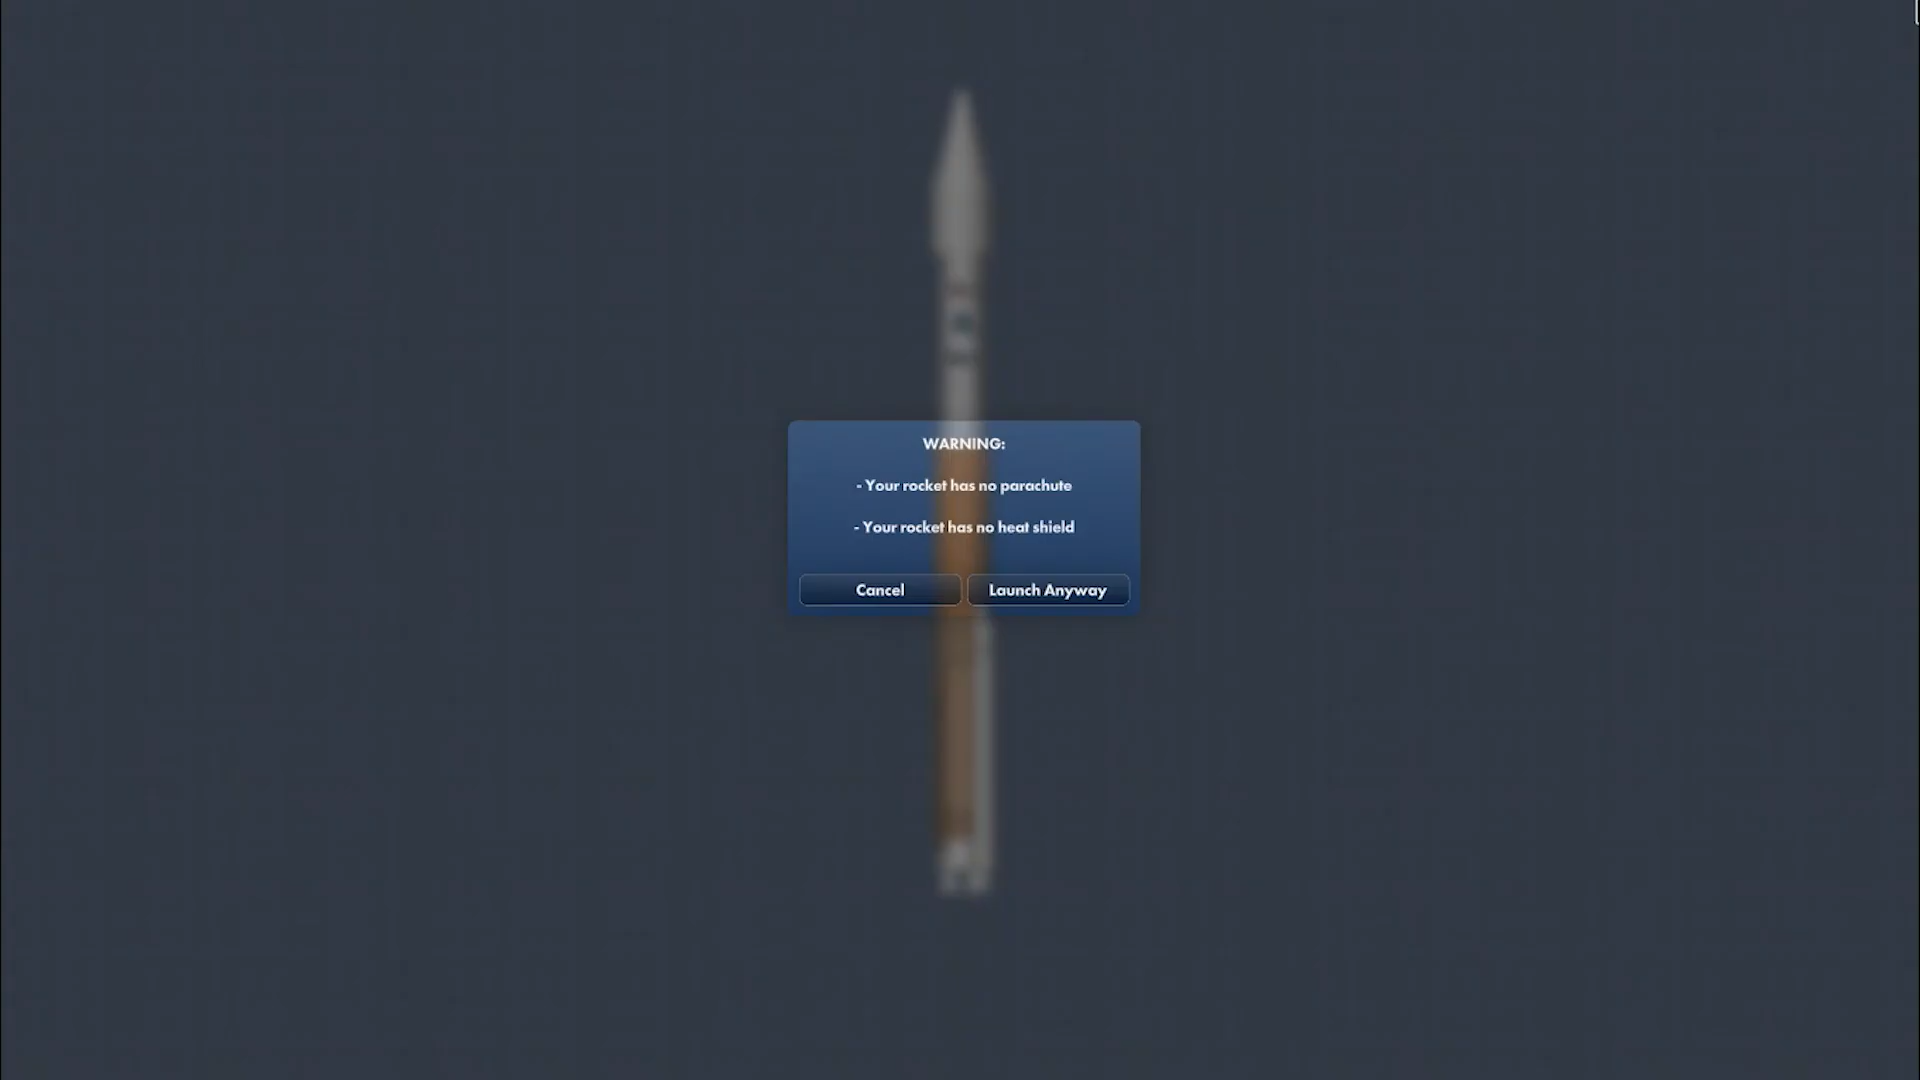 WARNING:
- Your rocket has no parachute
- Your rocket has no heat shield
Cancel
Launch Anyway